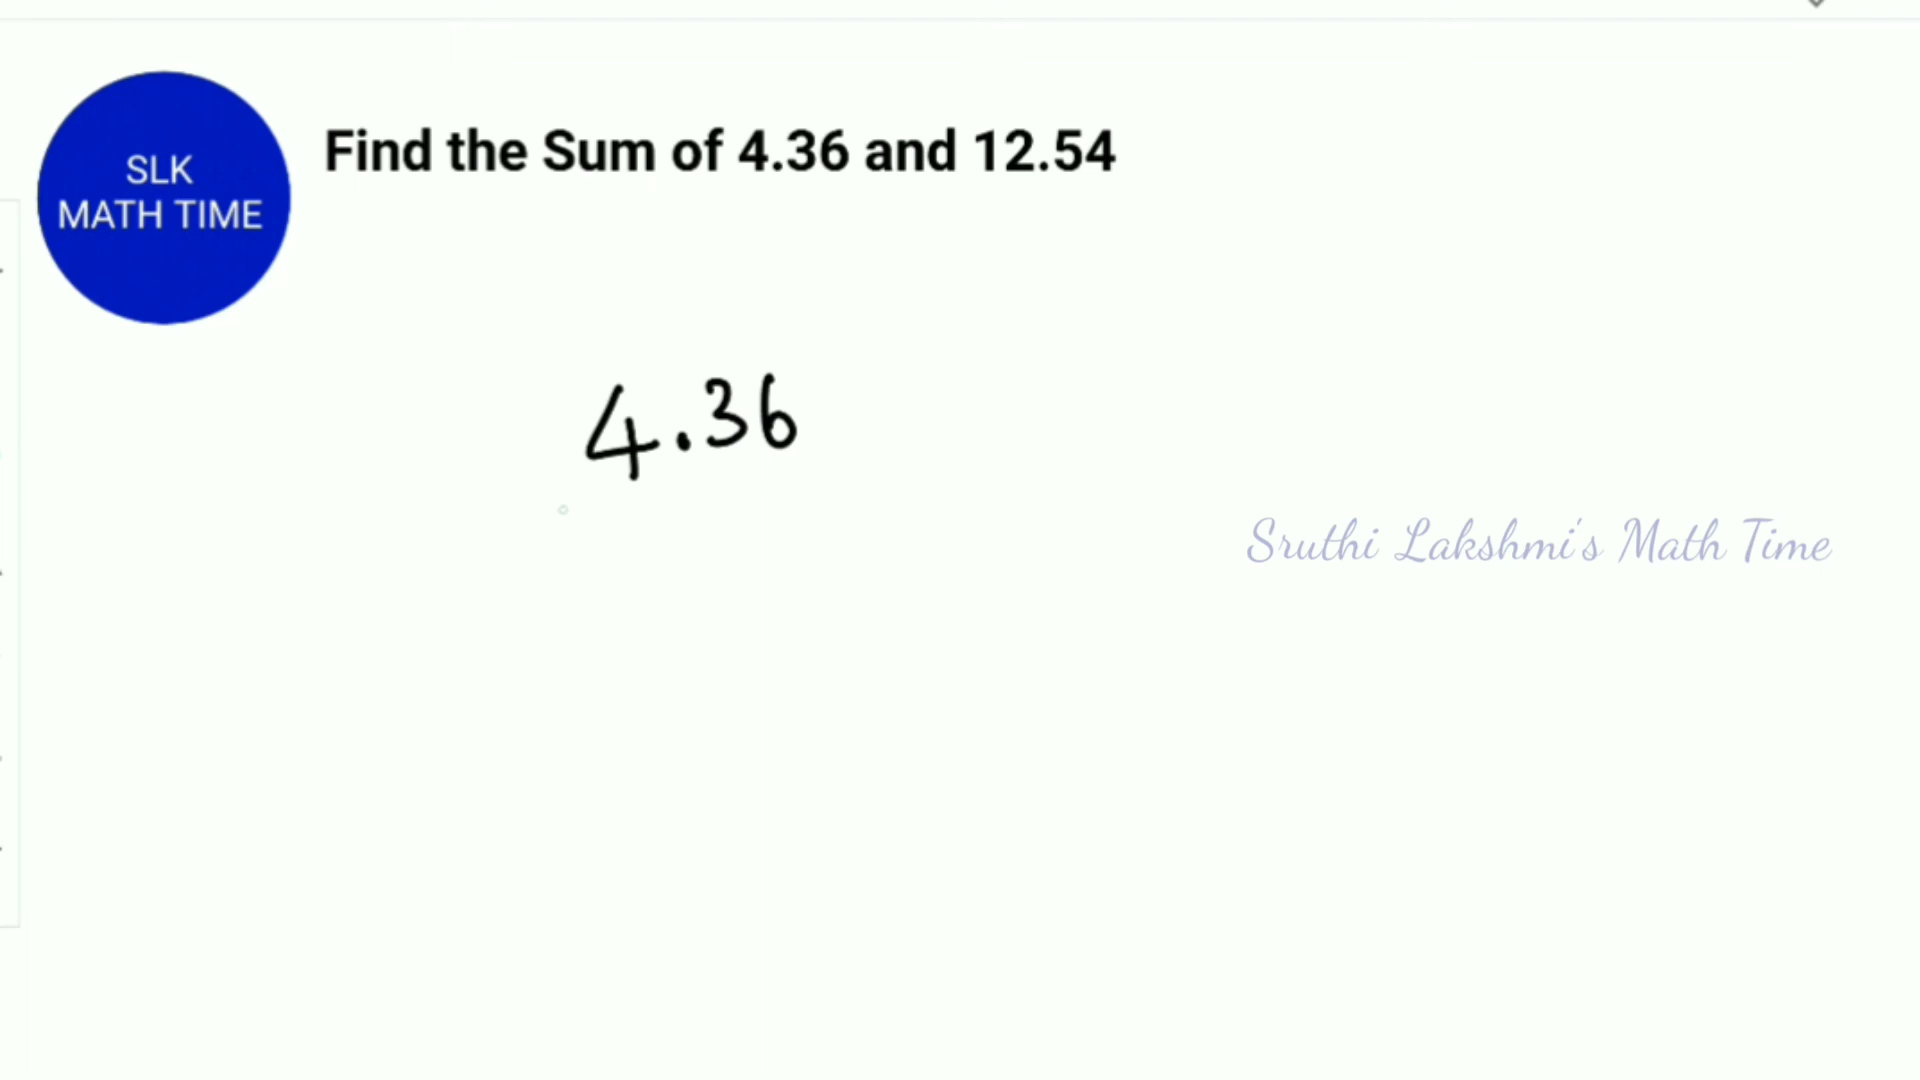 Find the Sum of 4.36 and 12.54
SLK
MATH TIME
4.36
Sruthi Lakshmi's Math Time